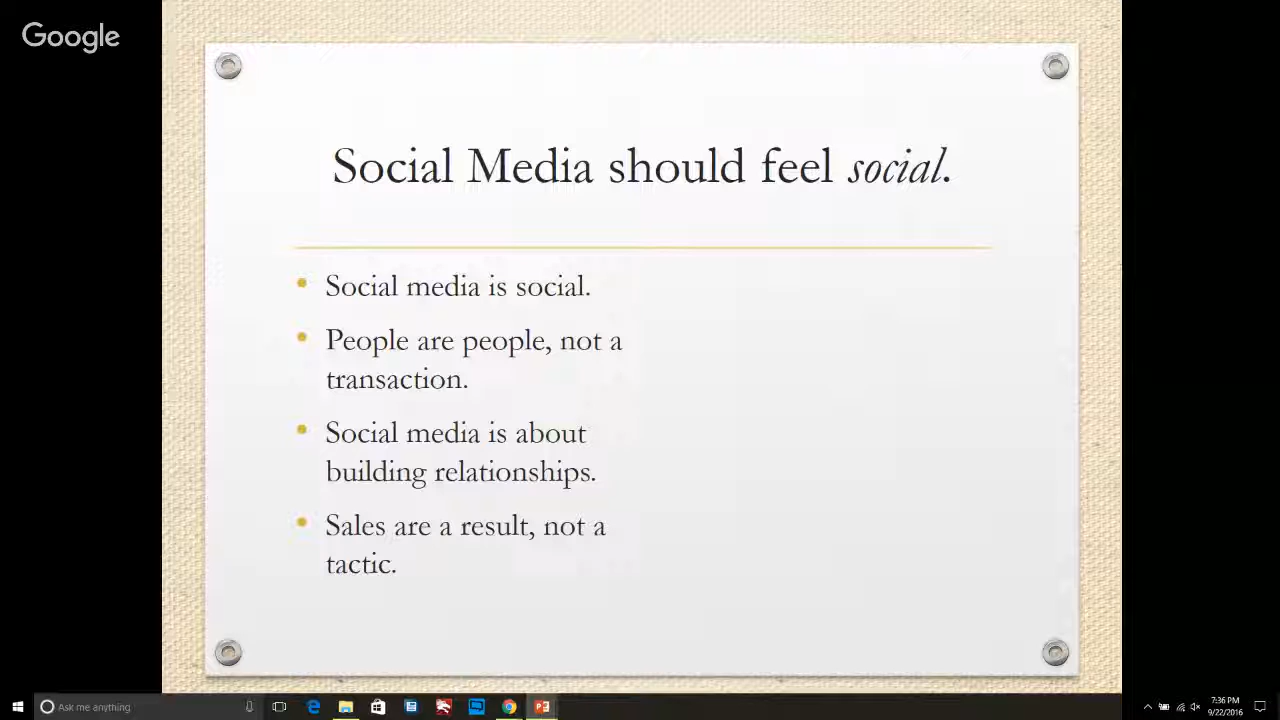 Google
Social Media should feel social.
Social media is social.
People are people, not a
transaction.
Social media is about
building relationships.
Sales are a result, not a
tactic.
Ask me anything
7:36 PM
9/22/2016